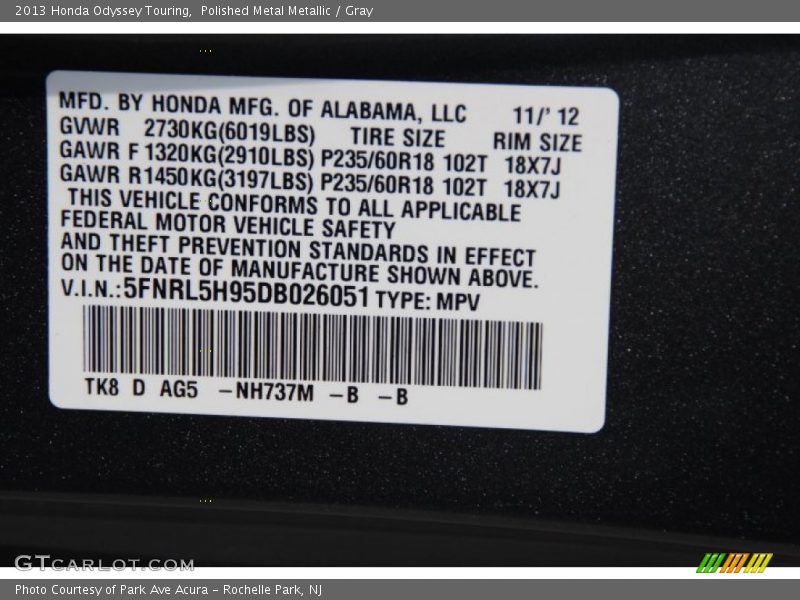 2013 Honda Odyssey Touring,  Polished Metal Metallic / Gray
MFD. BY HONDA MFG. OF ALABAMA, LLC 11/' 12
GVWR 2730KG(6019LBS) TIRE SIZE RIM SIZE
GAWR F 1320KG(2910LBS) P235/60R18 102T 18X7J
GAWR R1450KG(3197LBS) P235/60R18 102T 18X7J
THIS VEHICLE CONFORMS TO ALL APPLICABLE
FEDERAL MOTOR VEHICLE SAFETY
AND THEFT PREVENTION STANDARDS IN EFFECT
ON THE DATE OF MANUFACTURE SHOWN ABOVE.
V.I.N.:5FNRL5H95DB026051 TYPE: MPV
TK8 D AG5 –NH737M –B –B
GTCARLOT.COM
Photo Courtesy of Park Ave Acura – Rochelle Park, NJ